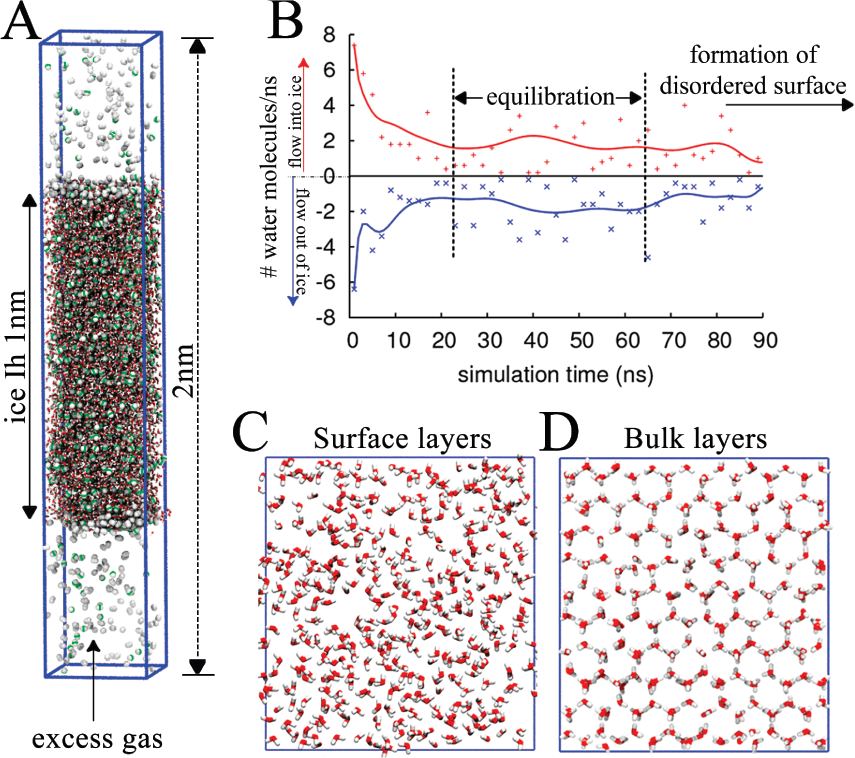 A
ice Ih 1nm
2nm
excess gas
B
# water molecules/ns
flow into ice
flow out of ice
8
6
4
2
0
-2
-4
-6
-8
equilibration
formation of
disordered surface
0 10 20 30 40 50 60 70 80 90
simulation time (ns)
C Surface layers
D Bulk layers